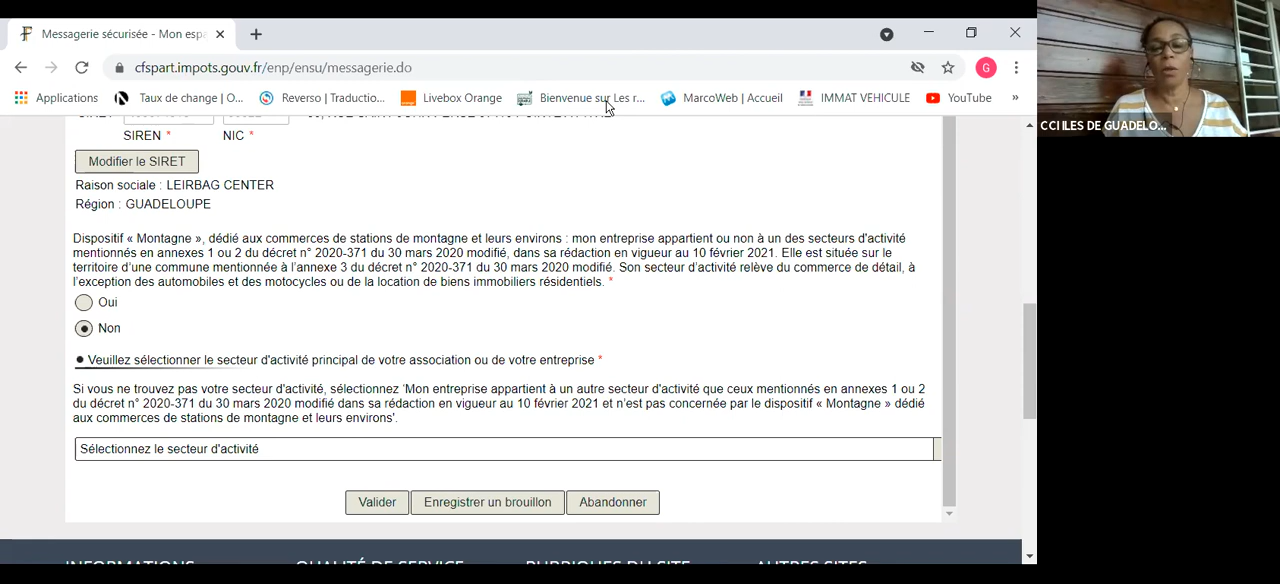 Messagerie sécurisée - Mon esp
cfspart.impots.gouv.fr/enp/ensu/messagerie.do
G
Applications
Taux de change | O...
Reverso | Traductio...
Livebox Orange
Bienvenue sur Les r...
MarcoWeb | Accueil
IMMAT VEHICULE
YouTube
»
CCI ILES DE GUADELO...
SIREN *
NIC *
Modifier le SIRET
Raison sociale : LEIRBAG CENTER
Région : GUADELOUPE
Dispositif « Montagne », dédié aux commerces de stations de montagne et leurs environs : mon entreprise appartient ou non à un des secteurs d'activité
mentionnés en annexes 1 ou 2 du décret n° 2020-371 du 30 mars 2020 modifié, dans sa rédaction en vigueur au 10 février 2021. Elle est située sur le
territoire d'une commune mentionnée à l'annexe 3 du décret n° 2020-371 du 30 mars 2020 modifié. Son secteur d'activité relève du commerce de détail, à
l'exception des automobiles et des motocycles ou de la location de biens immobiliers résidentiels. *
Oui
Non
● Veuillez sélectionner le secteur d'activité principal de votre association ou de votre entreprise *
Si vous ne trouvez pas votre secteur d'activité, sélectionnez 'Mon entreprise appartient à un autre secteur d'activité que ceux mentionnés en annexes 1 ou 2
du décret n° 2020-371 du 30 mars 2020 modifié dans sa rédaction en vigueur au 10 février 2021 et n'est pas concernée par le dispositif « Montagne » dédié
aux commerces de stations de montagne et leurs environs'.
Sélectionnez le secteur d'activité
Valider
Enregistrer un brouillon
Abandonner
INFORMATIONS
QUALITÉ DE SERVICE
RUBRIQUES DU SITE
AUTRES SITES